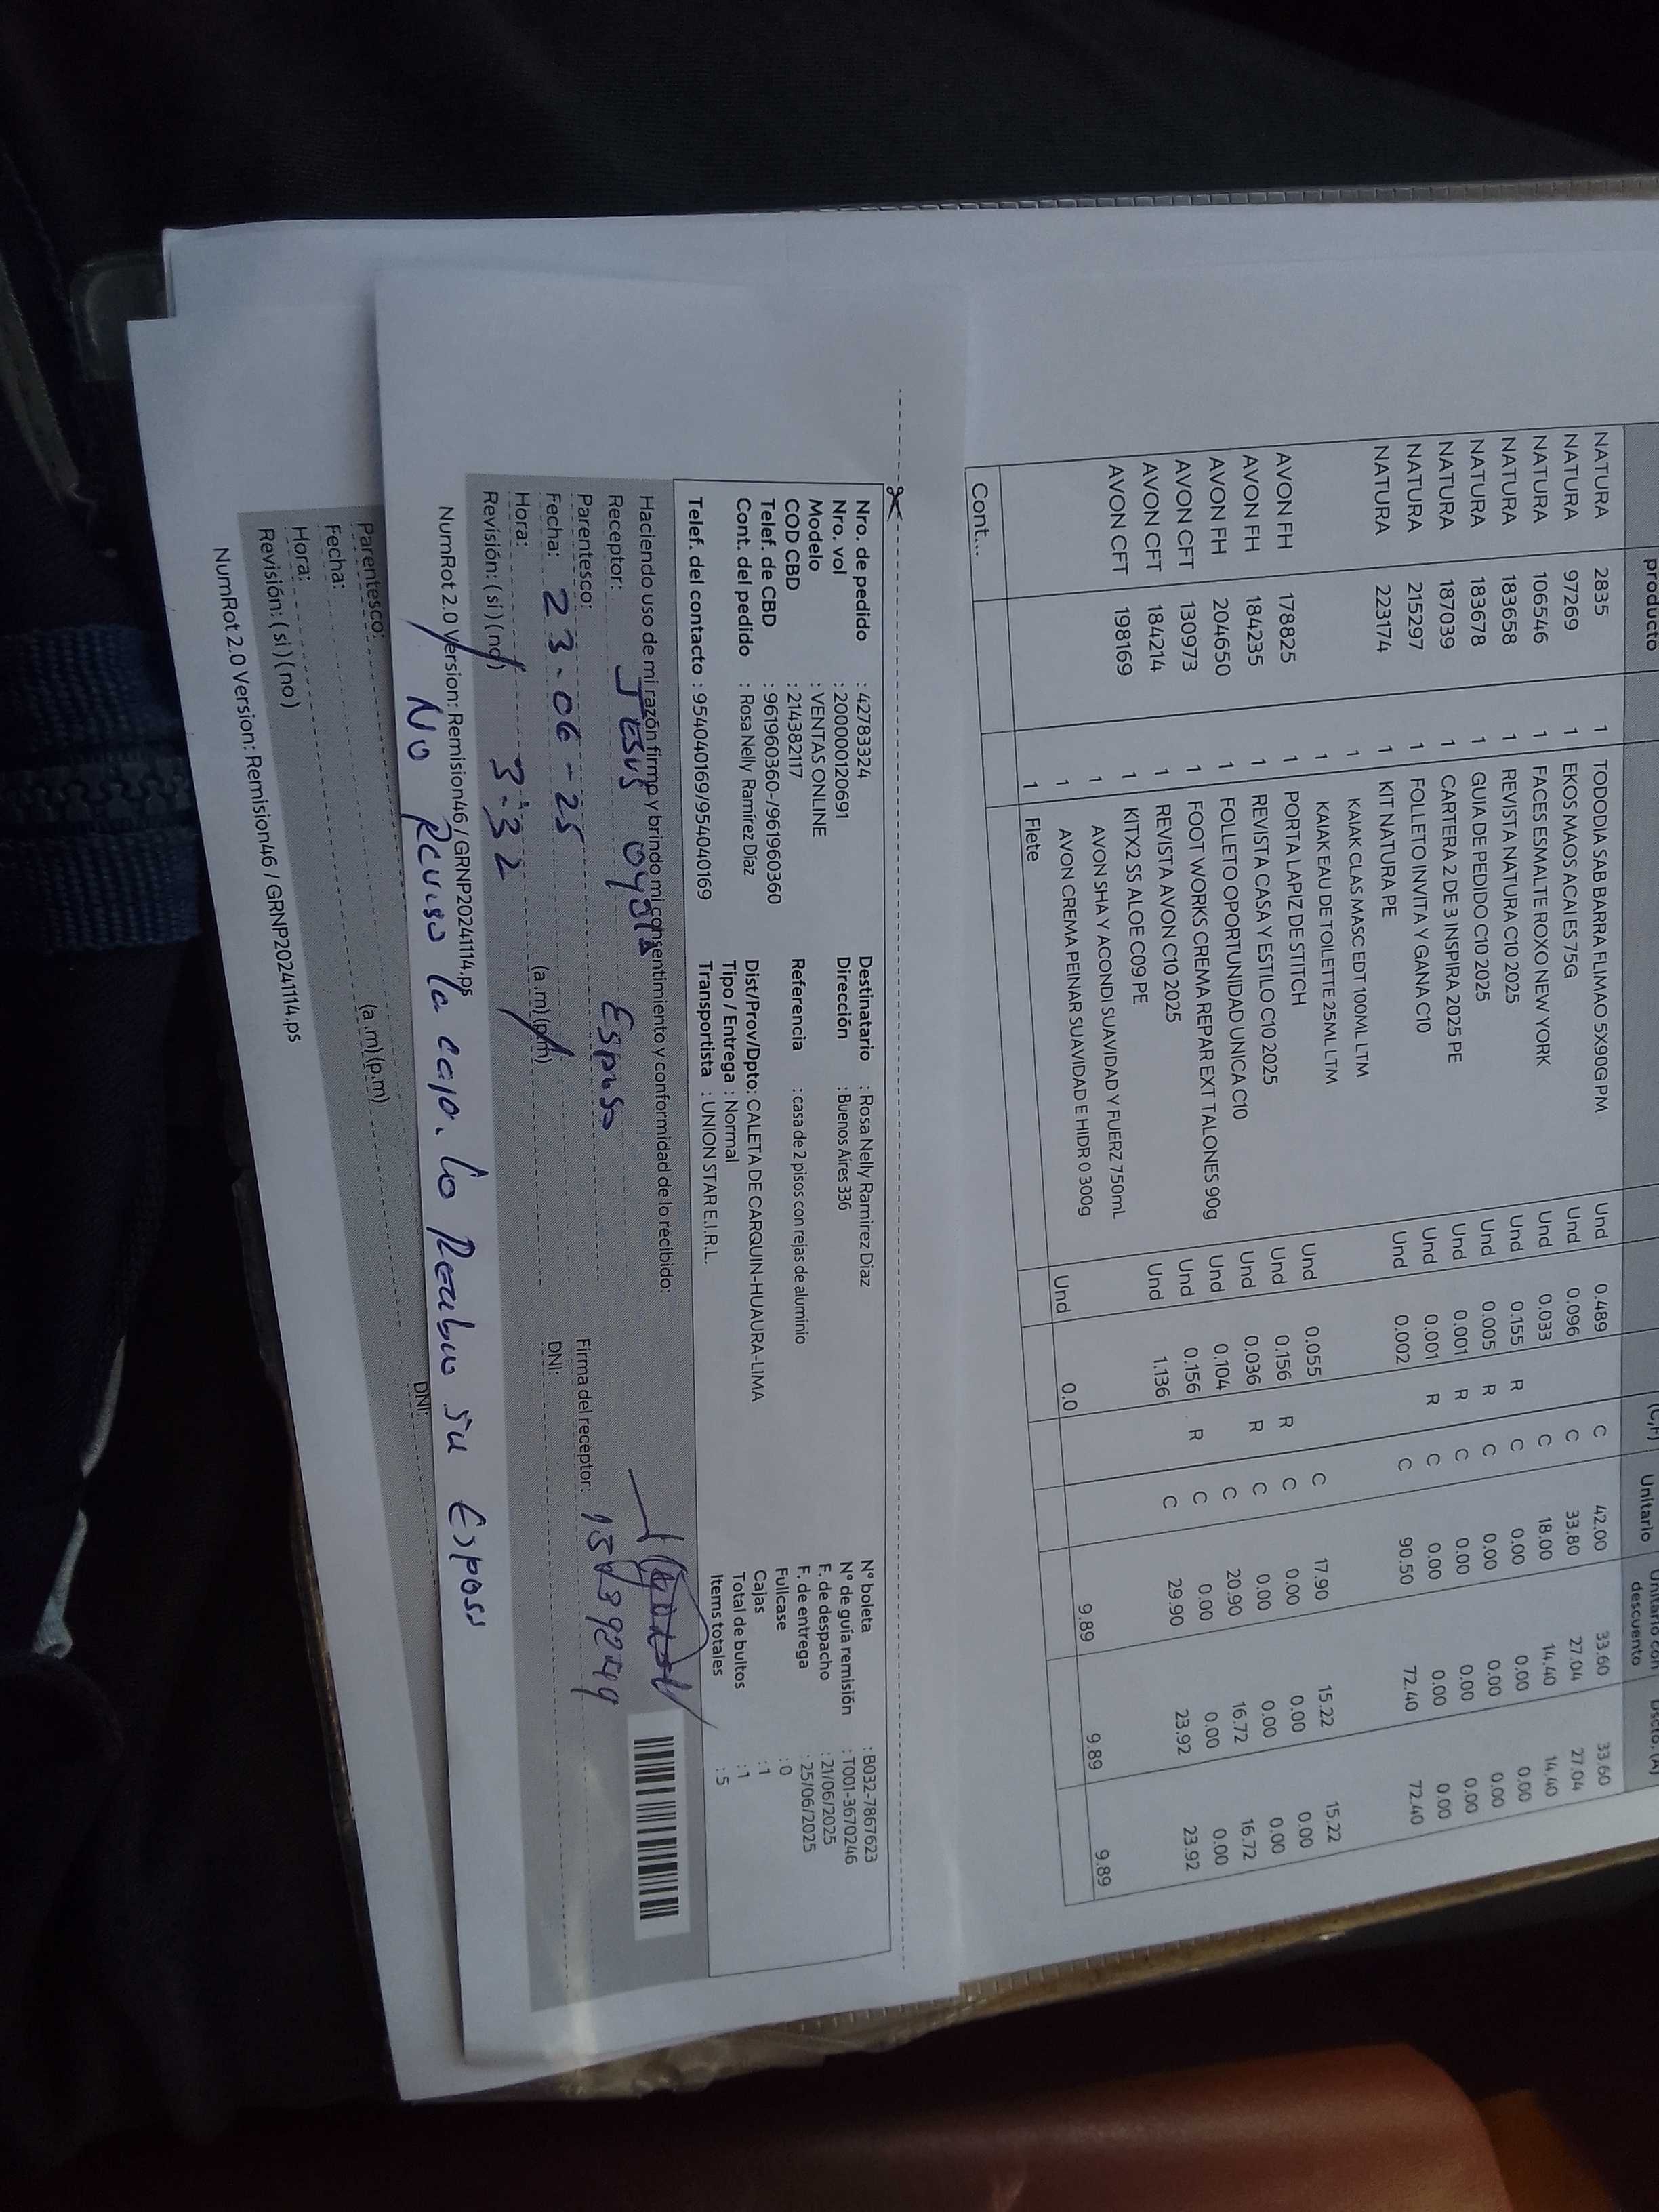 producto (C,F) Unitario Unitario con descuento Dscto. (A)
NATURA 2835 1 TODODIA SAB BARRA FLIMAO 5X90G PM Und 0.489 C 42.00 33.60 33.60
NATURA 97269 1 EKOS MAOS ACAI ES 75G Und 0.096 C 33.80 27.04 27.04
NATURA 106546 1 FACES ESMALTE ROXO NEW YORK Und 0.033 C 18.00 14.40 14.40
NATURA 183658 1 REVISTA NATURA C10 2025 Und 0.155 R C 0.00 0.00 0.00
NATURA 183678 1 GUIA DE PEDIDO C10 2025 Und 0.005 R C 0.00 0.00 0.00
NATURA 187039 1 CARTERA 2 DE 3 INSPIRA 2025 PE Und 0.001 R C 0.00 0.00 0.00
NATURA 215297 1 FOLLETO INVITA Y GANA C10 Und 0.001 R C 0.00 0.00 0.00
NATURA 223174 1 KIT NATURA PE Und 0.002 C 90.50 72.40 72.40
1 KAIAK CLAS MASC EDT 100ML LTM
1 KAIAK EAU DE TOILETTE 25ML LTM
AVON FH 178825 1 PORTA LAPIZ DE STITCH Und 0.055 C 17.90 15.22 15.22
AVON FH 184235 1 REVISTA CASA Y ESTILO C10 2025 Und 0.156 R C 0.00 0.00 0.00
AVON FH 204650 1 FOLLETO OPORTUNIDAD UNICA C10 Und 0.036 R C 0.00 0.00 0.00
AVON CFT 130973 1 FOOT WORKS CREMA REPAR EXT TALONES 90g Und 0.104 C 20.90 16.72 16.72
AVON CFT 184214 1 REVISTA AVON C10 2025 Und 0.156 R C 0.00 0.00 0.00
AVON CFT 198169 1 KITX2 SS ALOE C09 PE Und 1.136 C 29.90 23.92 23.92
1 AVON SHA Y ACONDI SUAVIDAD Y FUERZ 750mL
1 AVON CREMA PEINAR SUAVIDAD E HIDR 0 300g
1 Flete Und 0.0 9.89 9.89 9.89
Cont...
Nro. de pedido : 42783324 Destinatario : Rosa Nelly Ramirez Diaz N° boleta : B032-7867623
Nro. vol : 200000120691 Dirección : Buenos Aires 336 N° de guía remisión : T001-3670246
Modelo : VENTAS ONLINE F. de despacho : 21/06/2025
COD CBD : 214382117 Referencia : casa de 2 pisos con rejas de aluminio F. de entrega : 25/06/2025
Telef. de CBD : 961960360-/961960360 Fullcase : 0
Cont. del pedido : Rosa Nelly Ramírez Díaz Dist/Prov/Dpto: CALETA DE CARQUIN-HUAURA-LIMA Cajas : 1
Tipo / Entrega : Normal Total de bultos : 1
Telef. del contacto : 954040169/954040169 Transportista : UNION STAR E.I.R.L. Items totales : 5
Haciendo uso de mi razón firmo y brindo mi consentimiento y conformidad de lo recibido:
Receptor: Jesus
Parentesco: Esposo Firma del receptor:
Fecha: 23-06-25 DNI:
Hora: 3:32 (a.m)(p.m)
Revisión: (si) (no)
NumRot 2.0 Version: Remision46 / GRNP20241114.ps
No Reviso la caja. lo Recibio su Esposo
DNI:
Parentesco:
Fecha:
Hora: (a.m)(p.m)
Revisión: (si) (no)
NumRot 2.0 Version: Remision46 / GRNP20241114.ps